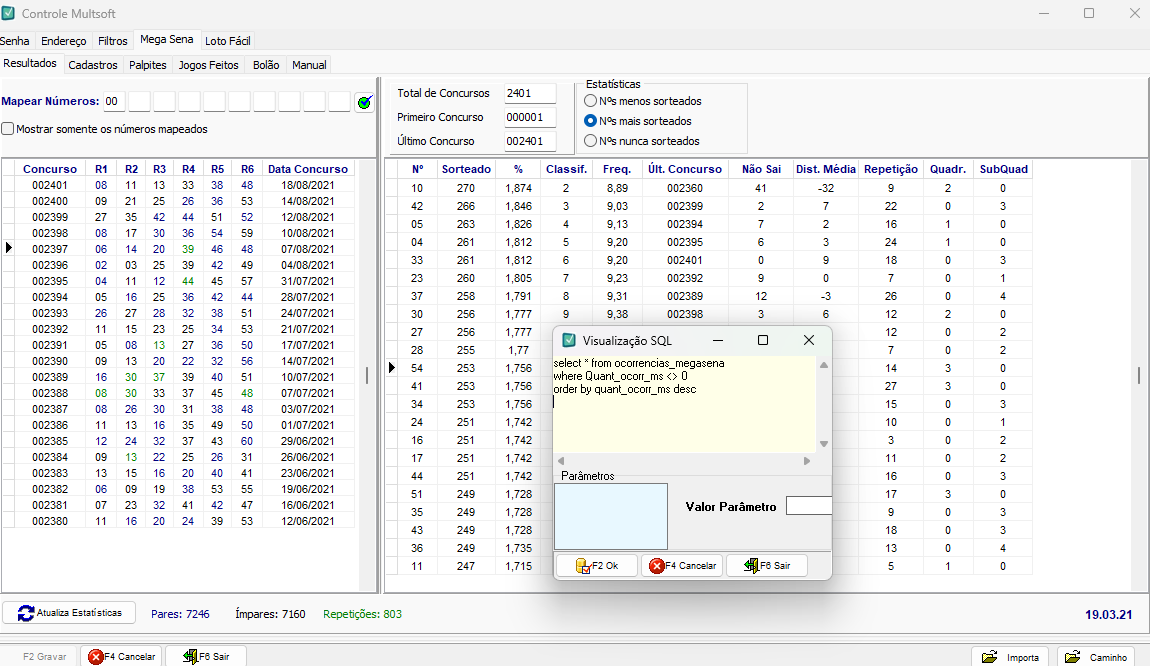 Controle Multsoft
Senha Endereço Filtros Mega Sena Loto Fácil
Resultados Cadastros Palpites Jogos Feitos Bolão Manual
Mapear Números: 00
Mostrar somente os números mapeados
Total de Concursos 2401
Primeiro Concurso 000001
Último Concurso 002401
Estatísticas
Nºs menos sorteados
Nºs mais sorteados
Nºs nunca sorteados
Concurso R1 R2 R3 R4 R5 R6 Data Concurso
002401 08 11 13 33 38 48 18/08/2021
002400 09 21 25 26 36 53 14/08/2021
002399 27 35 42 44 51 52 12/08/2021
002398 08 17 30 36 54 59 10/08/2021
002397 06 14 20 39 46 48 07/08/2021
002396 02 03 25 39 42 49 04/08/2021
002395 04 11 12 44 45 57 31/07/2021
002394 05 16 25 36 42 44 28/07/2021
002393 26 27 28 32 38 51 24/07/2021
002392 11 15 23 25 34 53 21/07/2021
002391 05 08 13 27 36 50 17/07/2021
002390 09 13 20 22 32 56 14/07/2021
002389 16 30 37 39 40 51 10/07/2021
002388 08 30 33 37 45 48 07/07/2021
002387 08 26 30 31 38 48 03/07/2021
002386 11 13 16 35 49 50 01/07/2021
002385 12 24 32 37 43 60 29/06/2021
002384 09 13 22 25 26 31 26/06/2021
002383 13 15 16 20 40 41 23/06/2021
002382 06 09 19 38 53 55 19/06/2021
002381 07 23 32 41 42 47 16/06/2021
002380 11 16 20 24 39 53 12/06/2021
Nº Sorteado % Classif. Freq. Últ. Concurso Não Sai Dist. Média Repetição Quadr. SubQuad
10 270 1,874 2 8,89 002360 41 -32 9 2 0
42 266 1,846 3 9,03 002399 2 7 22 0 3
05 263 1,826 4 9,13 002394 7 2 16 1 0
04 261 1,812 5 9,20 002395 6 3 24 1 0
33 261 1,812 6 9,20 002401 0 9 18 0 3
23 260 1,805 7 9,23 002392 9 0 7 0 1
37 258 1,791 8 9,31 002389 12 -3 26 0 4
30 256 1,777 9 9,38 002398 3 6 12 2 0
27 256 1,777 12 0 2
28 255 1,77 7 0 2
54 253 1,756 14 3 0
41 253 1,756 27 3 0
34 253 1,756 15 0 3
24 251 1,742 10 0 1
16 251 1,742 3 0 2
17 251 1,742 11 0 2
44 251 1,742 16 0 3
51 249 1,728 17 3 0
35 249 1,728 9 0 3
43 249 1,728 18 0 3
36 249 1,735 13 0 4
11 247 1,715 5 1 0
Visualização SQL
select * from ocorrencias_megasena
where Quant_ocorr_ms <> 0
order by quant_ocorr_ms desc
Parâmetros
Valor Parâmetro
F2 Ok F4 Cancelar F6 Sair
Atualiza Estatísticas Pares: 7246 Ímpares: 7160 Repetições: 803 19.03.21
F2 Gravar F4 Cancelar F6 Sair Importa Caminho